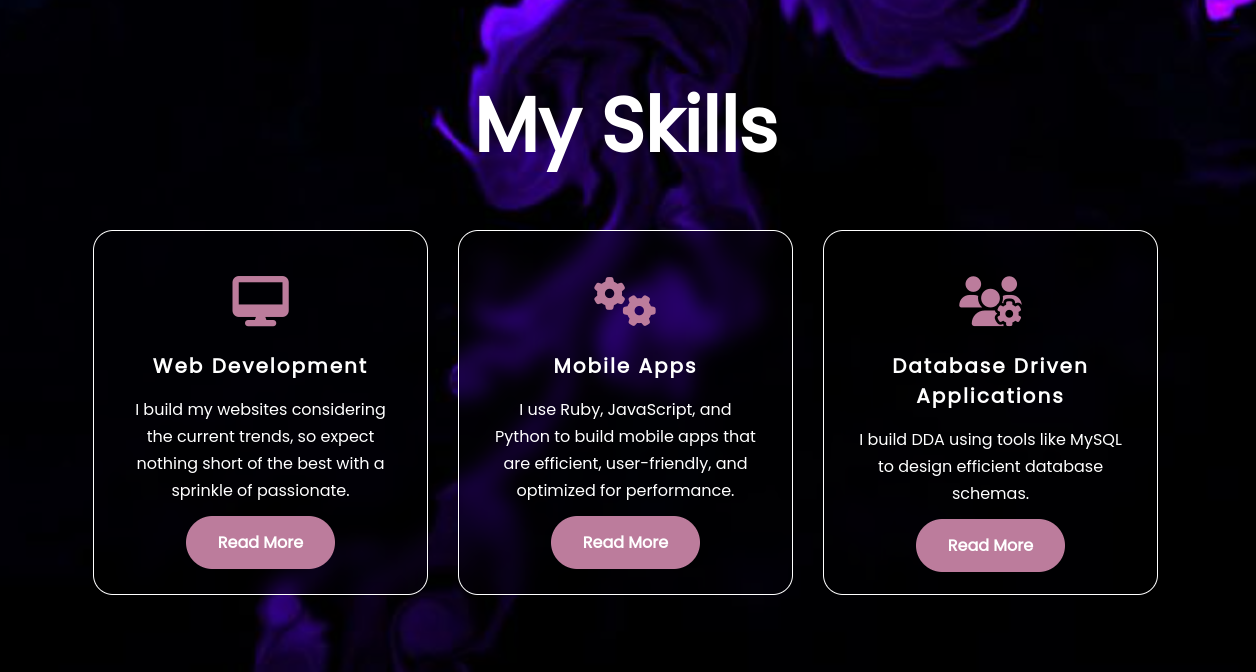 My Skills
Web Development
I build my websites considering
the current trends, so expect
nothing short of the best with a
sprinkle of passionate.
Read More
Mobile Apps
I use Ruby, JavaScript, and
Python to build mobile apps that
are efficient, user-friendly, and
optimized for performance.
Read More
Database Driven
Applications
I build DDA using tools like MySQL
to design efficient database
schemas.
Read More